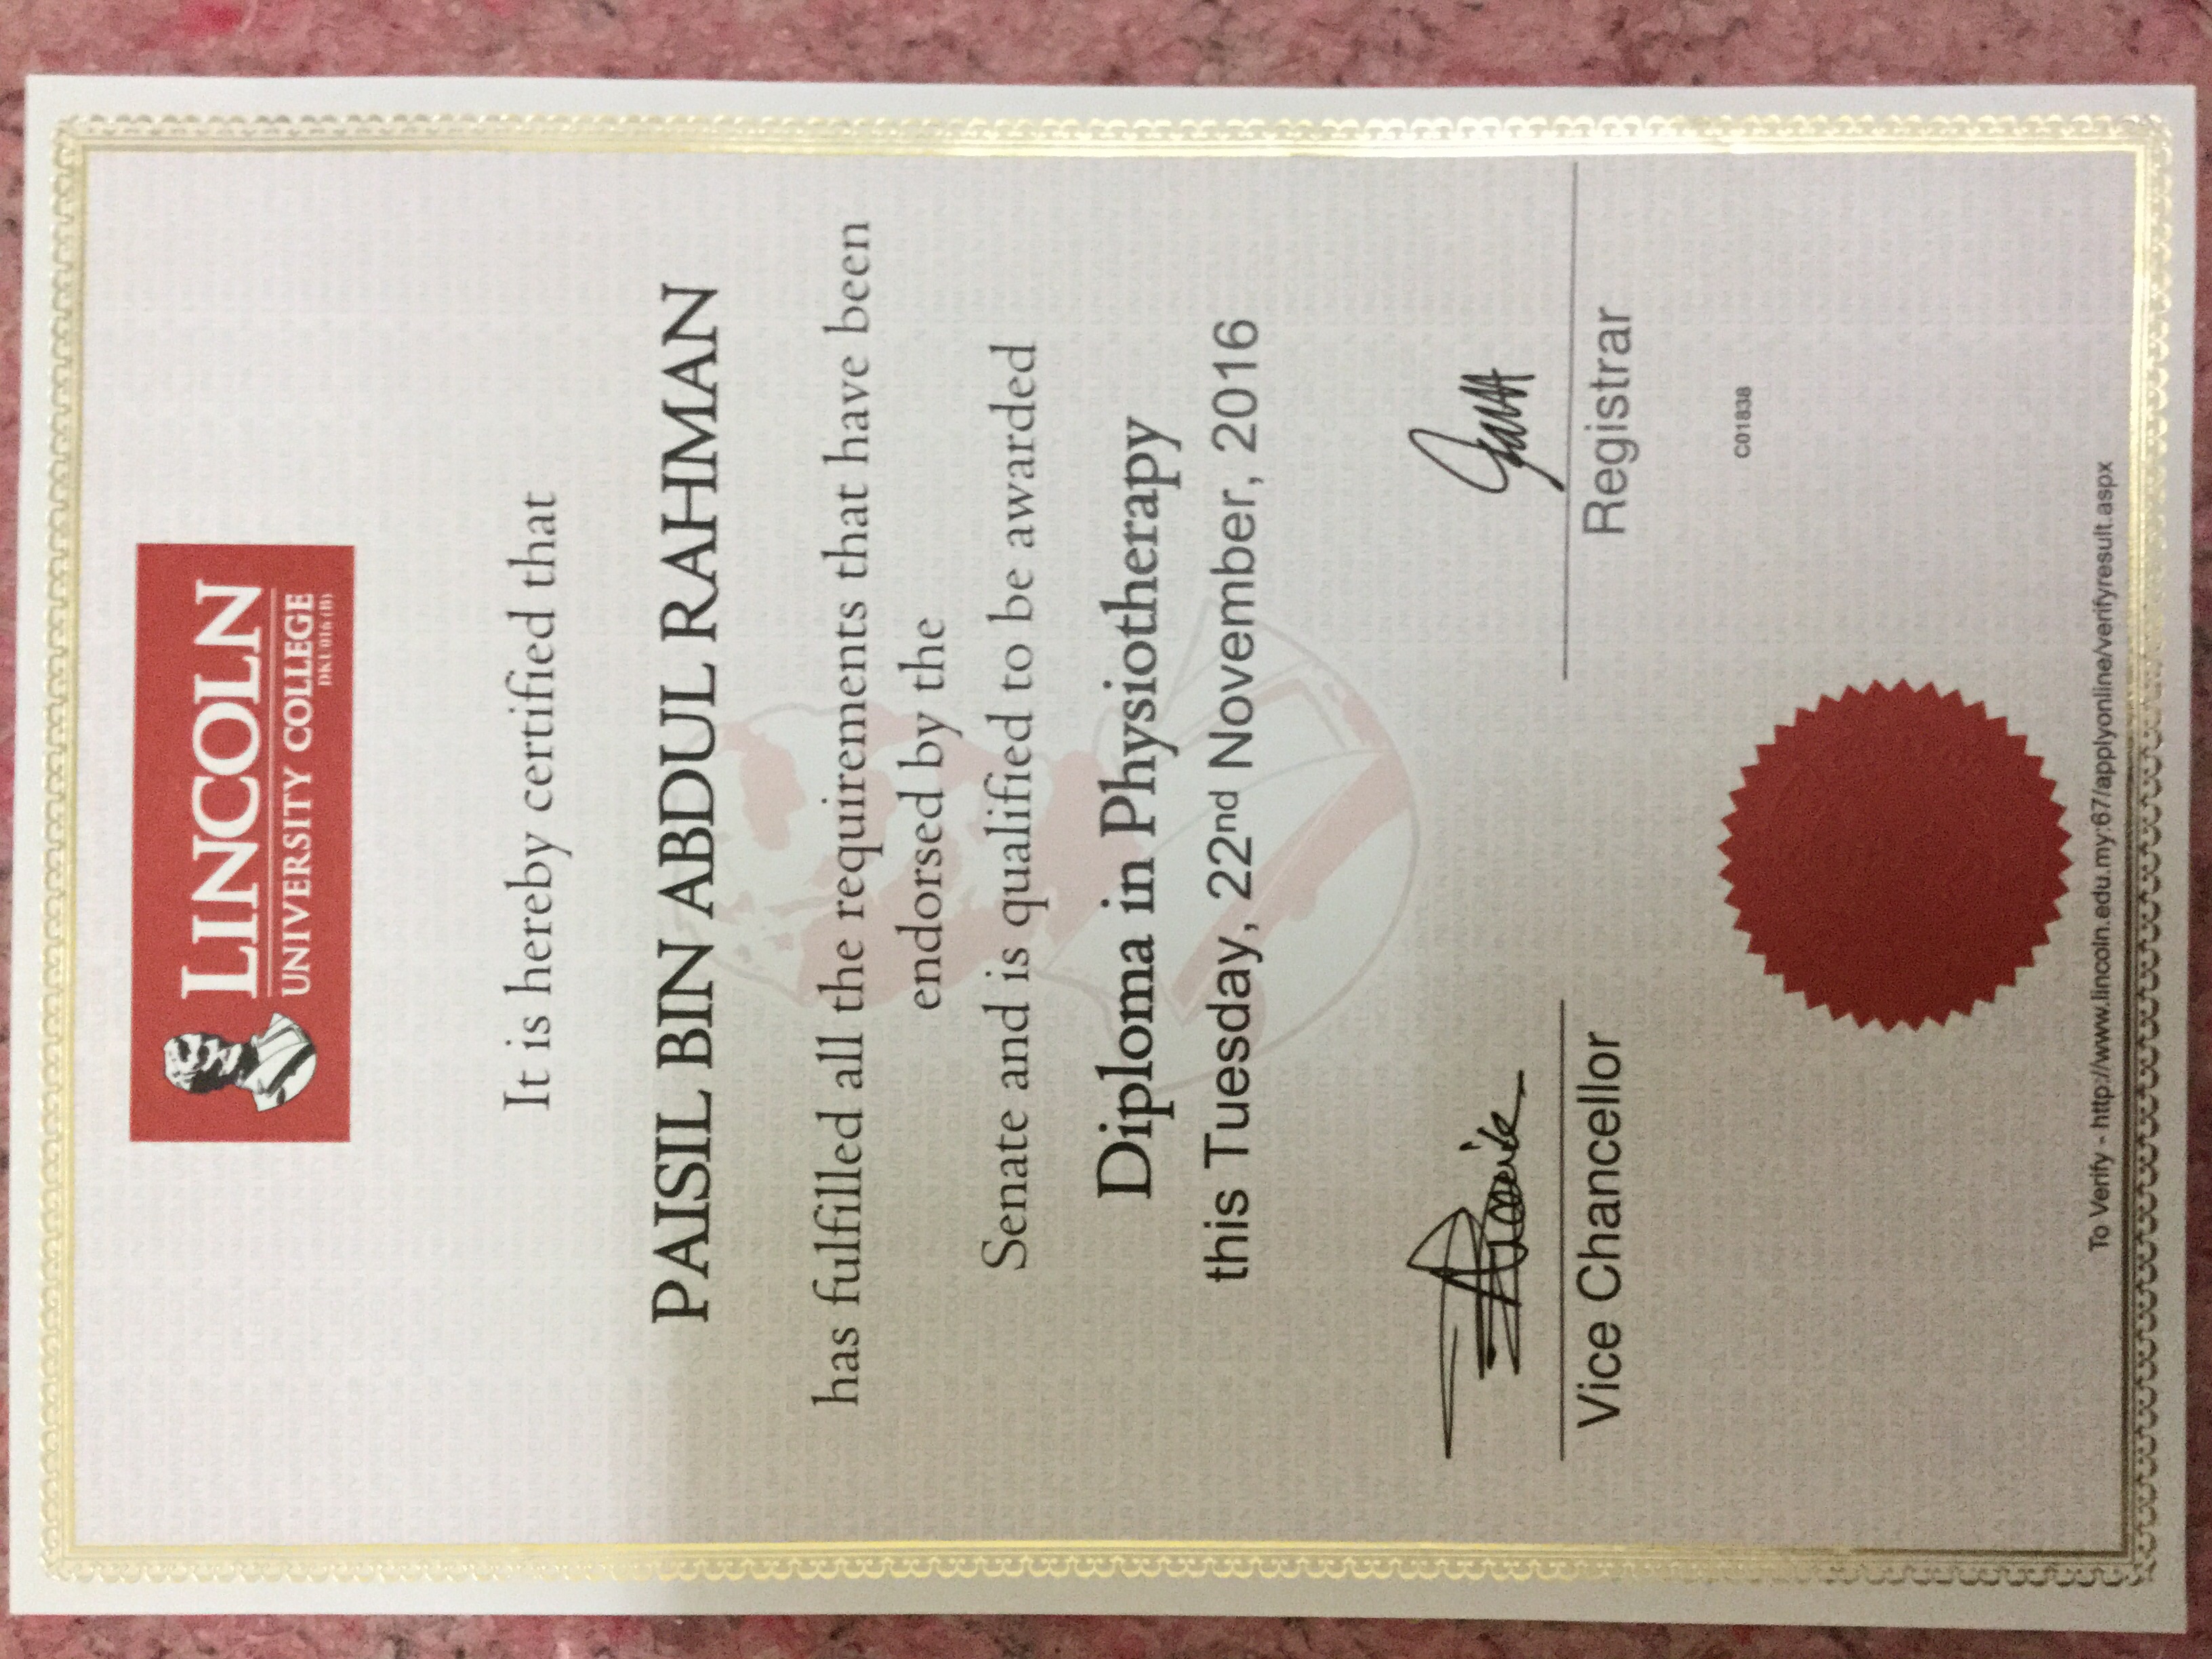 LINCOLN
UNIVERSITY COLLEGE
DKU016(B)
It is hereby certified that
PAISIL BIN ABDUL RAHMAN
has fulfilled all the requirements that have been
endorsed by the
Senate and is qualified to be awarded
Diploma in Physiotherapy
this Tuesday, 22nd November, 2016
Vice Chancellor
Registrar
C01838
To Verify - http://www.lincoln.edu.my:67/applyonline/verifyresult.aspx